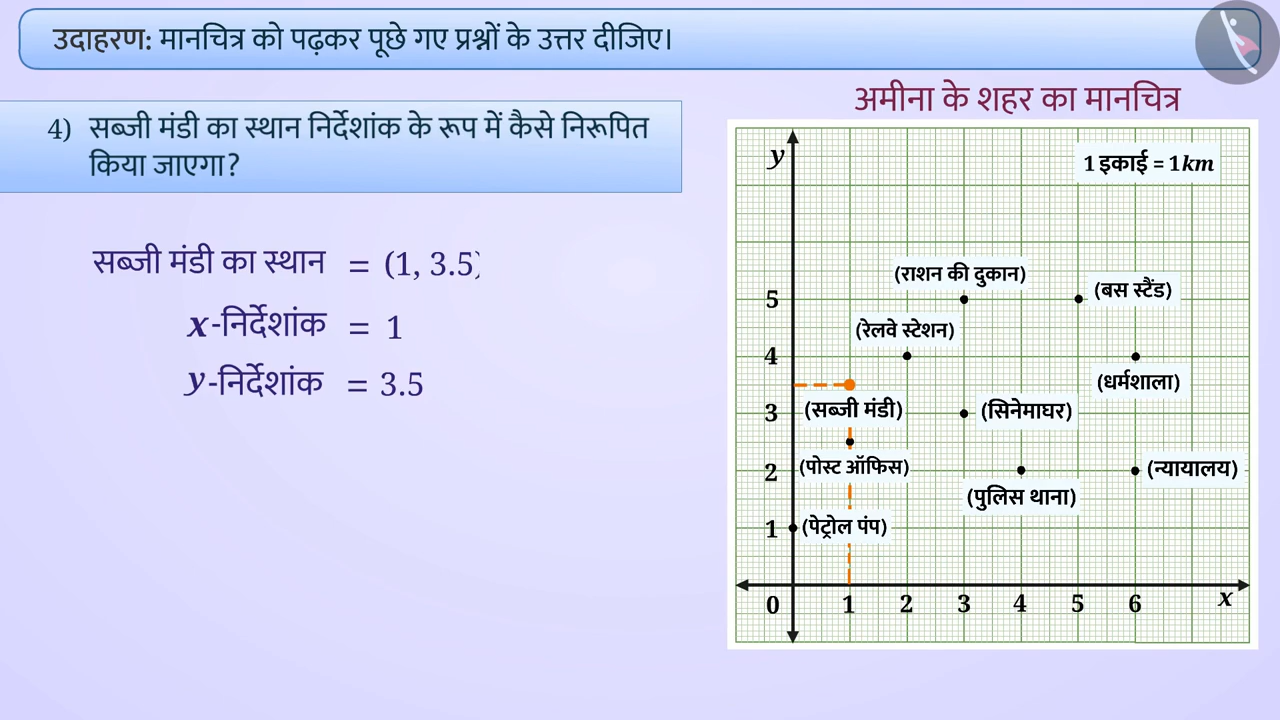 उदाहरण: मानचित्र को पढ़कर पूछे गए प्रश्नों के उत्तर दीजिए।
अमीना के शहर का मानचित्र
4) सब्जी मंडी का स्थान निर्देशांक के रूप में कैसे निरूपित
किया जाएगा?
सब्जी मंडी का स्थान = (1, 3.5)
x-निर्देशांक = 1
y-निर्देशांक = 3.5
y
1 इकाई = 1km
(राशन की दुकान)
(बस स्टैंड)
5
(रेलवे स्टेशन)
4
(धर्मशाला)
3
(सब्जी मंडी)
(सिनेमाघर)
2
(पोस्ट ऑफिस)
(न्यायालय)
(पुलिस थाना)
1
(पेट्रोल पंप)
0 1 2 3 4 5 6 x